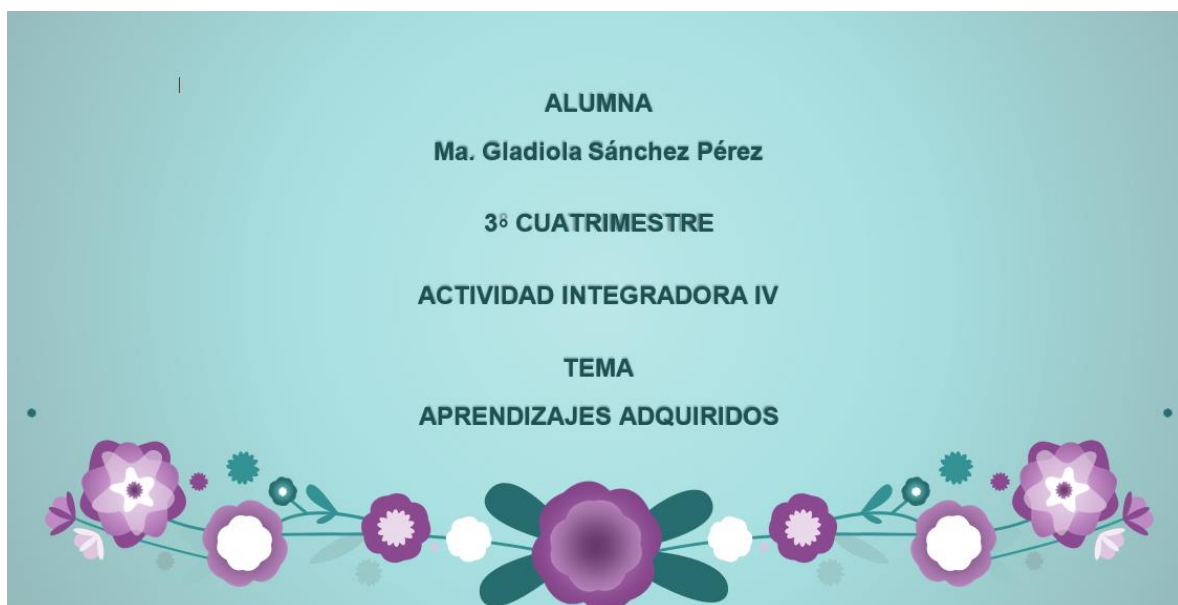 ALUMNA
Ma. Gladiola Sánchez Pérez
3º CUATRIMESTRE
ACTIVIDAD INTEGRADORA IV
TEMA
APRENDIZAJES ADQUIRIDOS